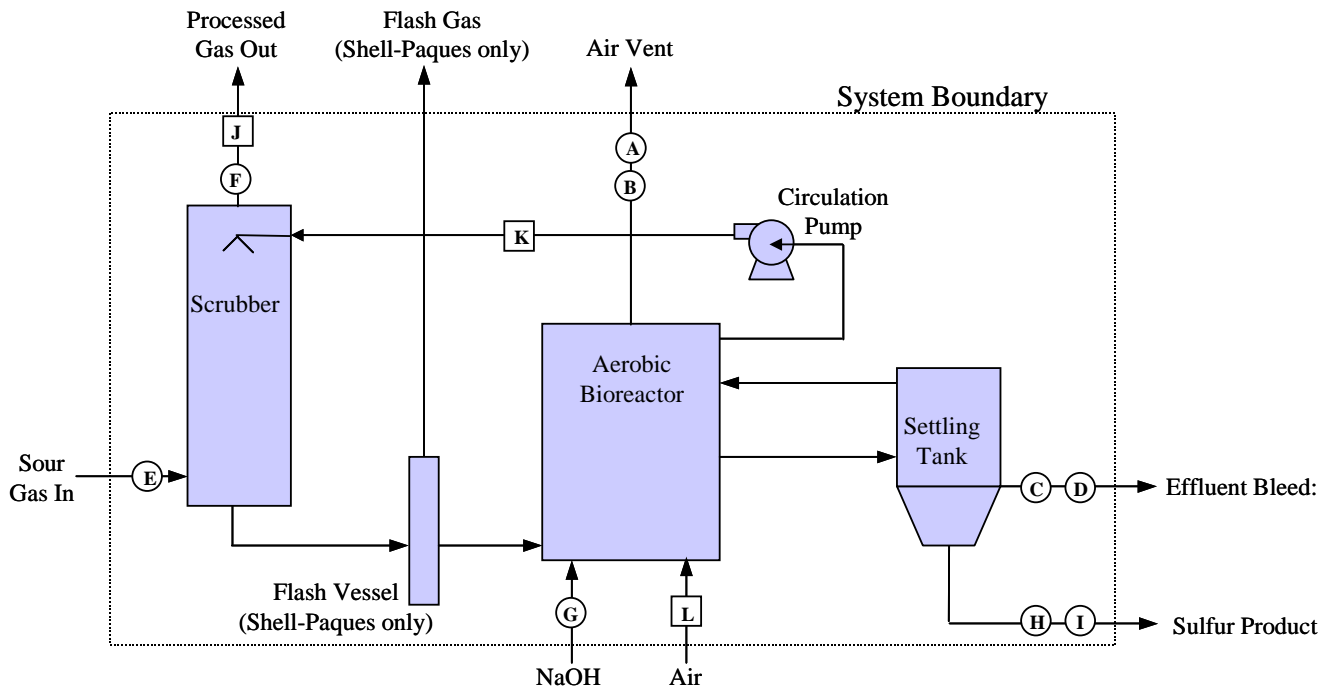 Processed
Gas Out
Flash Gas
(Shell-Paques only)
Air Vent
System Boundary
J
A
F
B
Circulation
Pump
K
Scrubber
Aerobic
Bioreactor
Settling
Tank
Sour
Gas In
E
C
D
Effluent Bleed:
Flash Vessel
(Shell-Paques only)
G
L
H
I
Sulfur Product
NaOH
Air